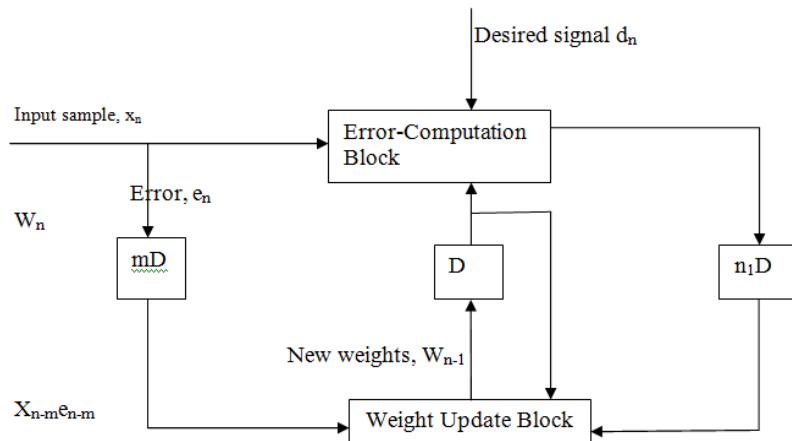 Desired signal dn
Input sample, xn
Error-Computation
Block
Error, en
Wn
mD
D
n1D
New weights, Wn-1
Xn-men-m
Weight Update Block